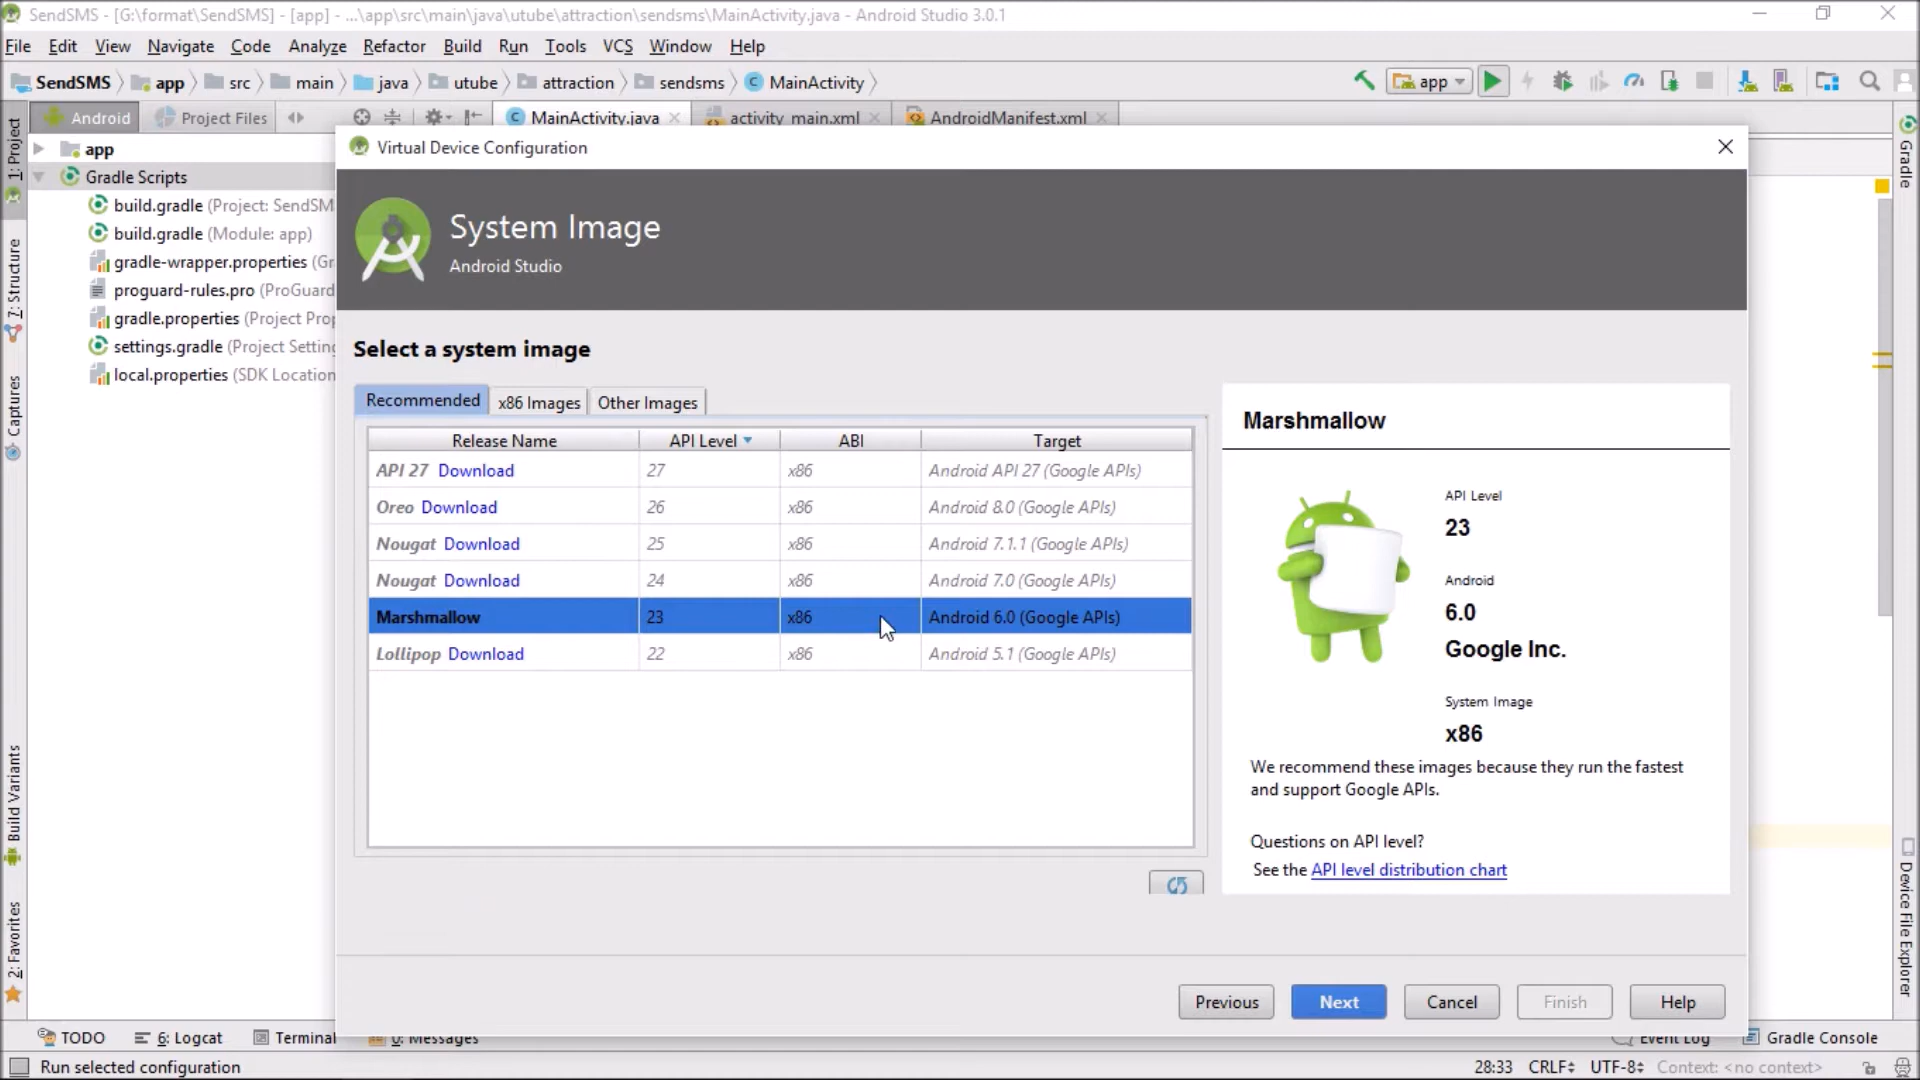 SendSMS - [G:\format\SendSMS] - [app] - ...\app\src\main\java\utube\attraction\sendsms\MainActivity.java - Android Studio 3.0.1
File Edit View Navigate Code Analyze Refactor Build Run Tools VCS Window Help
SendSMS app src main java utube attraction sendsms MainActivity app
Android Project Files MainActivity.java activity_main.xml AndroidManifest.xml
1: Project
7: Structure
Captures
Build Variants
2: Favorites
app
Gradle Scripts
build.gradle (Project: SendSM
build.gradle (Module: app)
gradle-wrapper.properties (Gr
proguard-rules.pro (ProGuard
gradle.properties (Project Prop
settings.gradle (Project Setting
local.properties (SDK Location
Virtual Device Configuration
System Image
Android Studio
Select a system image
Recommended x86 Images Other Images
Release Name API Level ABI Target
API 27 Download 27 x86 Android API 27 (Google APIs)
Oreo Download 26 x86 Android 8.0 (Google APIs)
Nougat Download 25 x86 Android 7.1.1 (Google APIs)
Nougat Download 24 x86 Android 7.0 (Google APIs)
Marshmallow 23 x86 Android 6.0 (Google APIs)
Lollipop Download 22 x86 Android 5.1 (Google APIs)
Marshmallow
API Level
23
Android
6.0
Google Inc.
System Image
x86
We recommend these images because they run the fastest
and support Google APIs.
Questions on API level?
See the API level distribution chart
Previous Next Cancel Finish Help
Gradle
Device File Explorer
TODO 6: Logcat Terminal 0: Messages Event Log Gradle Console
Run selected configuration 28:33 CRLF UTF-8 Context: <no context>